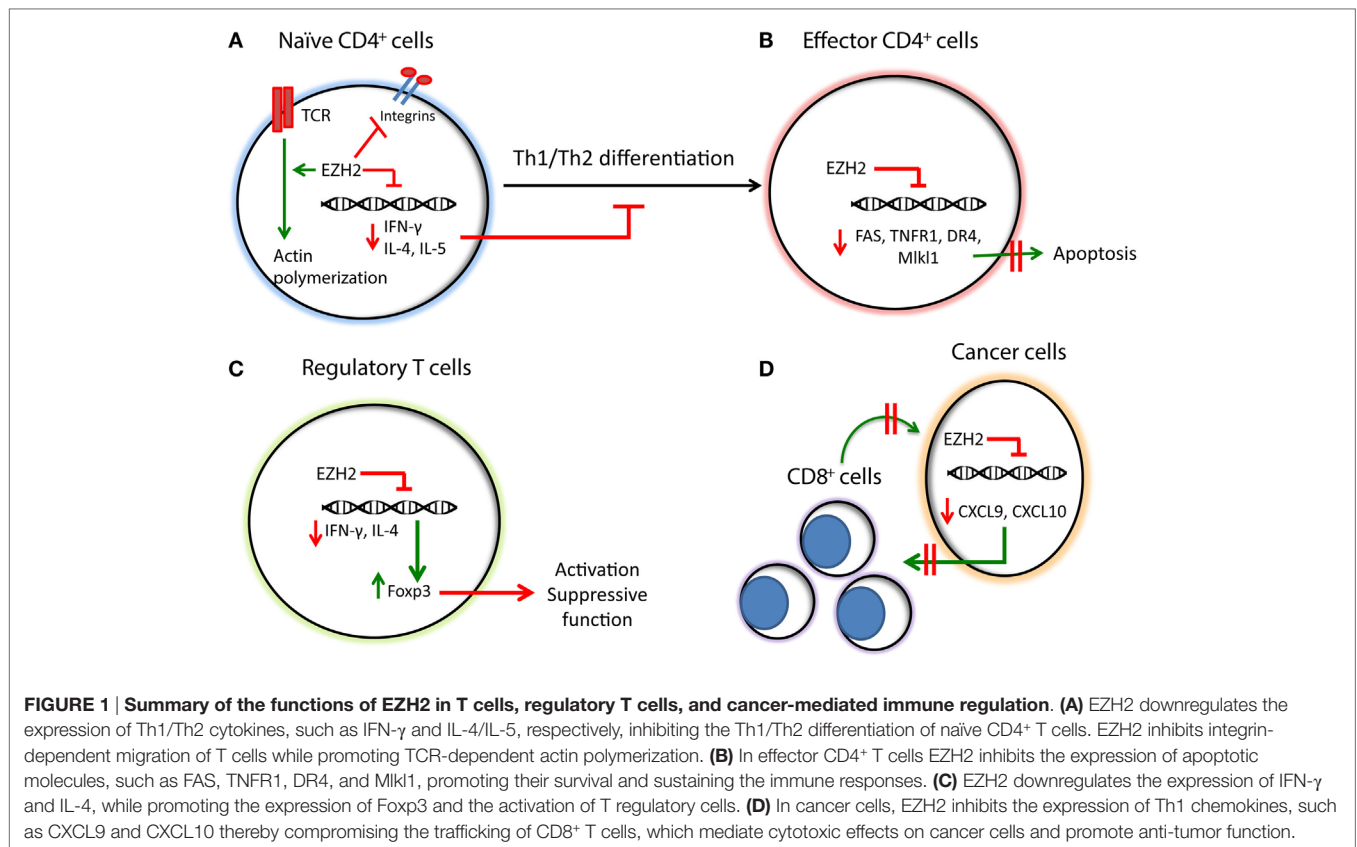 A Naïve CD4⁺ cells
TCR
Integrins
EZH2
IFN-γ
IL-4, IL-5
Actin
polymerization
Th1/Th2 differentiation
B Effector CD4⁺ cells
EZH2
FAS, TNFR1, DR4,
Mlkl1
Apoptosis
C Regulatory T cells
EZH2
IFN-γ, IL-4
Foxp3
Activation
Suppressive
function
D Cancer cells
EZH2
CD8⁺ cells
CXCL9, CXCL10
FIGURE 1 | Summary of the functions of EZH2 in T cells, regulatory T cells, and cancer-mediated immune regulation. (A) EZH2 downregulates the
expression of Th1/Th2 cytokines, such as IFN-γ and IL-4/IL-5, respectively, inhibiting the Th1/Th2 differentiation of naïve CD4⁺ T cells. EZH2 inhibits integrin-
dependent migration of T cells while promoting TCR-dependent actin polymerization. (B) In effector CD4⁺ T cells EZH2 inhibits the expression of apoptotic
molecules, such as FAS, TNFR1, DR4, and Mlkl1, promoting their survival and sustaining the immune responses. (C) EZH2 downregulates the expression of IFN-γ
and IL-4, while promoting the expression of Foxp3 and the activation of T regulatory cells. (D) In cancer cells, EZH2 inhibits the expression of Th1 chemokines, such
as CXCL9 and CXCL10 thereby compromising the trafficking of CD8⁺ T cells, which mediate cytotoxic effects on cancer cells and promote anti-tumor function.